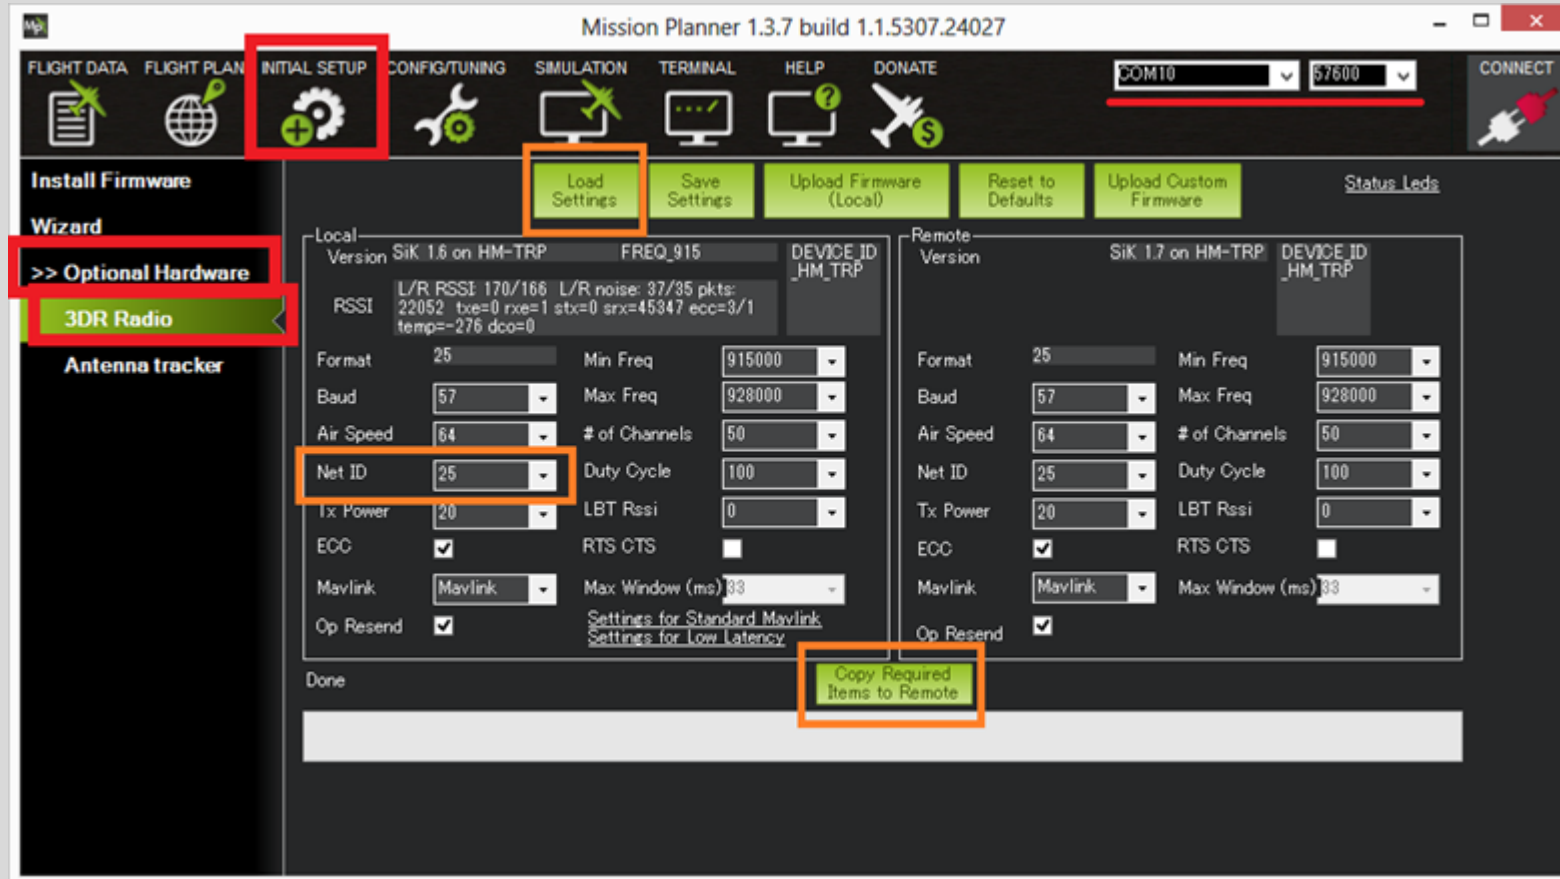 Mission Planner 1.3.7 build 1.1.5307.24027
FLIGHT DATA FLIGHT PLAN INITIAL SETUP CONFIG/TUNING SIMULATION TERMINAL HELP DONATE COM10 57600 CONNECT
Install Firmware
Wizard
>> Optional Hardware
3DR Radio
Antenna tracker
Load Settings
Save Settings
Upload Firmware (Local)
Reset to Defaults
Upload Custom Firmware
Status Leds
Local
Version SiK 1.6 on HM-TRP FREQ_915 DEVICE_ID
_HM_TRP
RSSI
L/R RSSI: 170/166 L/R noise: 37/35 pkts:
22052 txe=0 rxe=1 stx=0 srx=45347 ecc=3/1
temp=-276 dco=0
Format 25 Min Freq 915000
Baud 57 Max Freq 928000
Air Speed 64 # of Channels 50
Net ID 25 Duty Cycle 100
Tx Power 20 LBT Rssi 0
ECC RTS CTS
Mavlink Mavlink Max Window (ms) 33
Op Resend
Settings for Standard Mavlink
Settings for Low Latency
Remote
Version SiK 1.7 on HM-TRP DEVICE_ID
_HM_TRP
Format 25 Min Freq 915000
Baud 57 Max Freq 928000
Air Speed 64 # of Channels 50
Net ID 25 Duty Cycle 100
Tx Power 20 LBT Rssi 0
ECC RTS CTS
Mavlink Mavlink Max Window (ms) 33
Op Resend
Done
Copy Required
Items to Remote